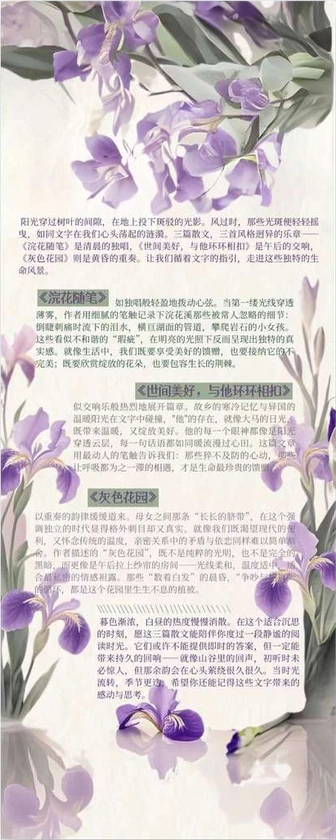 阳光穿过树叶的间隙，在地上投下斑驳的光影。风过时，那些光斑便轻轻摇
曳，如同文字在我们心头荡起的涟漪。三篇散文，三首风格迥异的乐章——
《浣花随笔》是清晨的独唱，《世间美好，与他环环相扣》是午后的交响，
《灰色花园》则是黄昏的重奏。让我们循着文字的指引，走进这些独特的生
命风景。
《浣花随笔》 如独唱般轻盈地拨动心弦。当第一缕光线穿透
薄雾，作者用细腻的笔触记录下浣花溪那些被常人忽略的细节：
倒睫刺痛时流下的泪水，横亘湖面的管道，攀爬岩石的小女孩。
这些看似不和谐的“瑕疵”，在明亮的光照下反而呈现出独特的真
实感。就像生活中，我们既要享受美好的馈赠，也要接纳它的不
完美；既要欣赏绽放的花朵，也要包容生长的荆棘。
《世间美好，与他环环相扣》
似交响乐般热烈地展开篇章。故乡的寒冷记忆与异国的
温暖阳光在文字中碰撞，“他”的存在，就像大马的日光，
既带来温暖，又绽放美好。他的每一个眼神都像是阳光
穿透云层，每一句话语都如同暖流漫过心田。这篇文章
用最动人的笔触告诉我们：那些猝不及防的心动，那些
让呼吸都为之一滞的相遇，才是生命最珍贵的馈赠。
《灰色花园》
以重奏的韵律缓缓道来。母女之间那条“长长的脐带”，在这个强
调独立的时代显得格外刺目却又真实。就像我们既渴望现代的便
利，又怀念传统的温度，亲密关系中的矛盾与依恋同样难以简单割
舍。作者描述的“灰色花园”，既不是纯粹的光明，也不是完全的
黑暗，而更像是午后拉上纱帘的房间——光线柔和，温度适中，适
合最私密的情感袒露。那些“数着白发”的晨昏，“争吵与
的循环，都是这个花园里生生不息的植被。
暮色渐浓，白昼的热度慢慢消散。在这个适合沉思
的时刻，愿这三篇散文能陪伴你度过一段静谧的阅
读时光。它们或许不能提供即时的答案，但一定能
带来持久的回响——就像山谷里的回声，初听时未
必惊人，但那余韵会在心头萦绕很久很久。当时光
流转，季节更迭，希望你还能记得这些文字带来的
感动与思考。